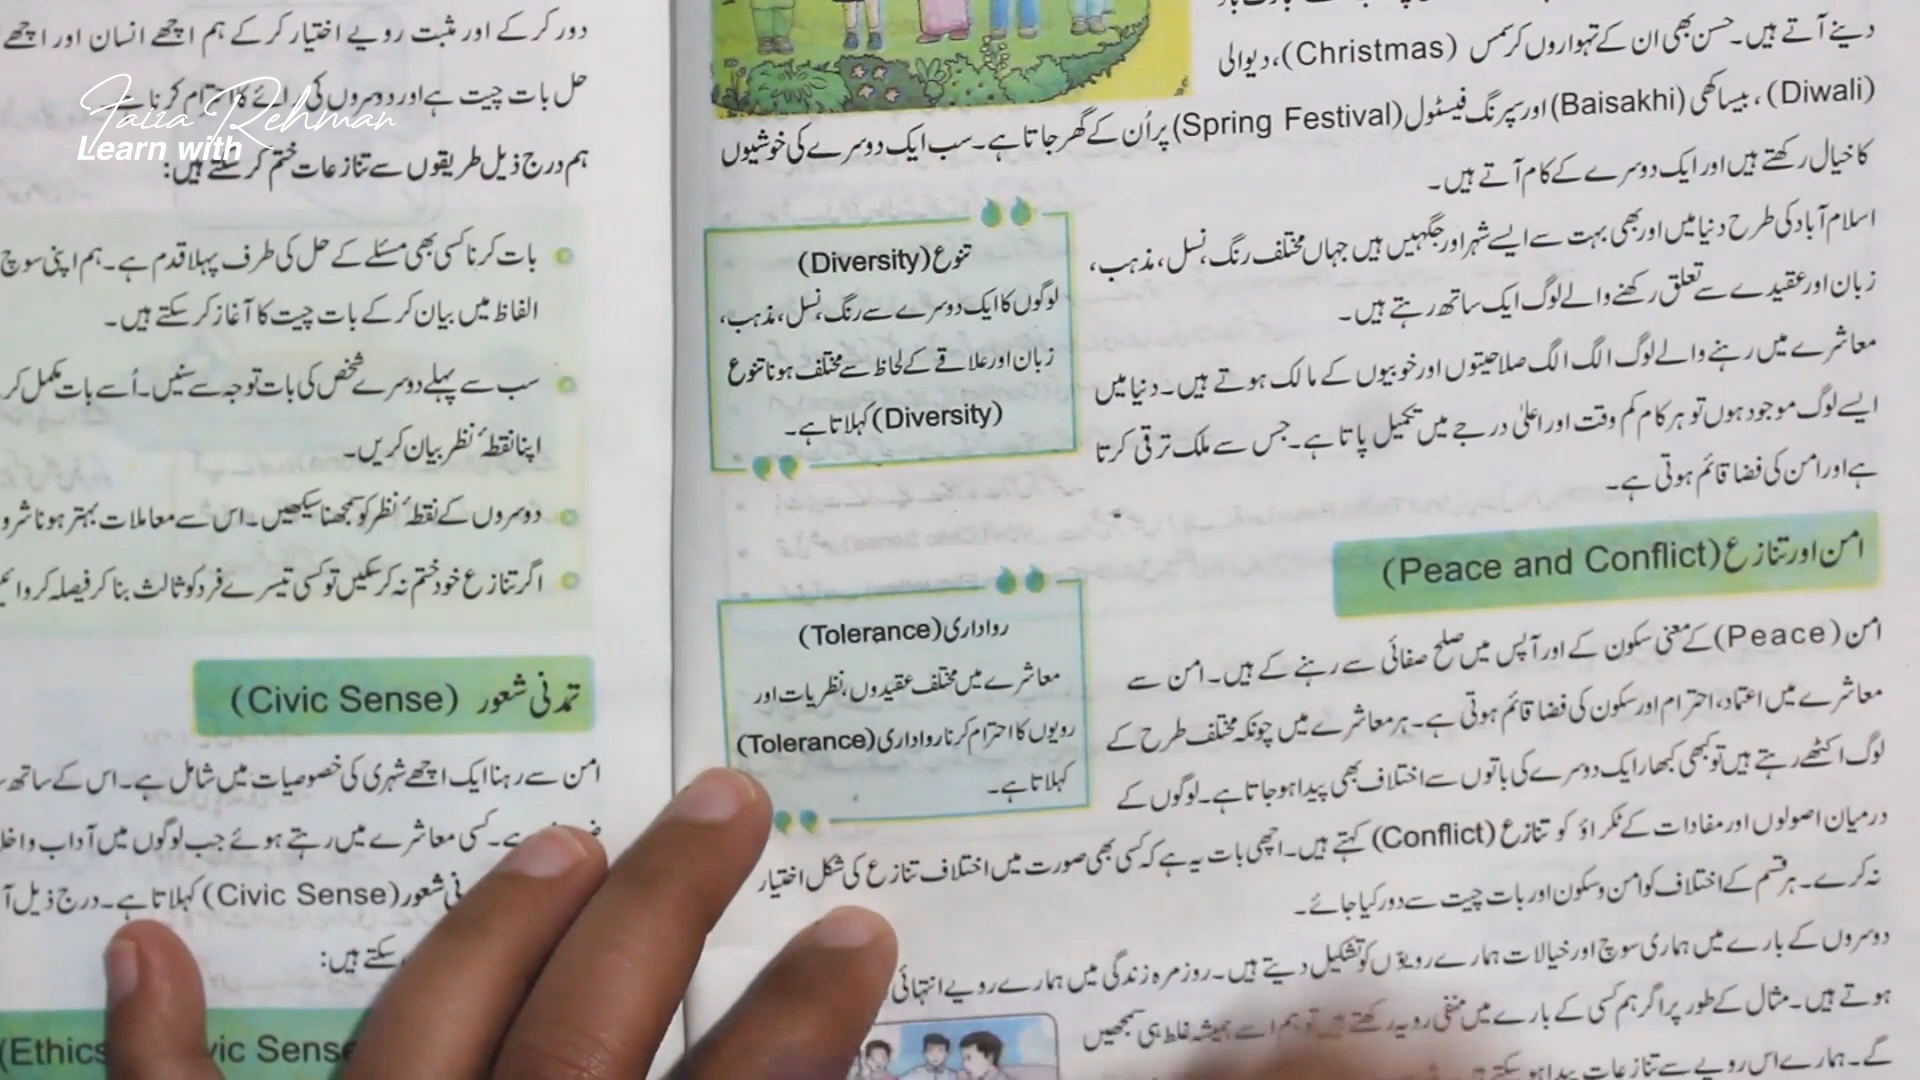 دینے آتے ہیں۔ حسن بھی ان کے تہواروں کرسمس (Christmas)، دیوالی
(Diwali)، بیساکھی (Baisakhi) اور سپرنگ فیسٹول (Spring Festival) پر اُن کے گھر جاتا ہے۔ سب ایک دوسرے کی خوشیوں
کا خیال رکھتے ہیں اور ایک دوسرے کے کام آتے ہیں۔
اسلام آباد کی طرح دنیا میں اور بھی بہت سے ایسے شہر اور جگہیں ہیں جہاں مختلف رنگ، نسل، مذہب،
زبان اور عقیدے سے تعلق رکھنے والے لوگ ایک ساتھ رہتے ہیں۔
معاشرے میں رہنے والے لوگ الگ الگ صلاحیتوں اور خوبیوں کے مالک ہوتے ہیں۔ دنیا میں
ایسے لوگ موجود ہوں تو ہر کام کم وقت اور اعلیٰ درجے میں تکمیل پاتا ہے۔ جس سے ملک ترقی کرتا
ہے اور امن کی فضا قائم ہوتی ہے۔
تنوع (Diversity)
لوگوں کا ایک دوسرے سے رنگ، نسل، مذہب،
زبان اور علاقے کے لحاظ سے مختلف ہونا تنوع
(Diversity) کہلاتا ہے۔
امن اور تنازع (Peace and Conflict)
امن (Peace) کے معنی سکون کے اور آپس میں صلح صفائی سے رہنے کے ہیں۔ امن سے
معاشرے میں اعتماد، احترام اور سکون کی فضا قائم ہوتی ہے۔ ہر معاشرے میں چونکہ مختلف طرح کے
لوگ اکٹھے رہتے ہیں تو کبھی کبھار ایک دوسرے کی باتوں سے اختلاف بھی پیدا ہو جاتا ہے۔ لوگوں کے
درمیان اصولوں اور مفادات کے ٹکراؤ کو تنازع (Conflict) کہتے ہیں۔ اچھی بات یہ ہے کہ کسی بھی صورت میں اختلاف تنازع کی شکل اختیار
نہ کرے۔ ہر قسم کے اختلاف کو امن و سکون اور بات چیت سے دور کیا جائے۔
رواداری (Tolerance)
معاشرے میں مختلف عقیدوں، نظریات اور
رویوں کا احترام کرنا رواداری (Tolerance)
کہلاتا ہے۔
دوسروں کے بارے میں ہماری سوچ اور خیالات ہمارے رویوں کو تشکیل دیتے ہیں۔ روزمرہ زندگی میں ہمارے رویے انتہائی
ہوتے ہیں۔ مثال کے طور پر اگر ہم کسی کے بارے میں منفی رویہ رکھتے ہیں تو ہم اسے ہمیشہ غلط ہی سمجھیں
گے۔ ہمارے اس رویے سے تنازعات پیدا ہو سکتے
دور کر کے اور مثبت رویے اختیار کر کے ہم اچھے انسان اور اچھے
حل بات چیت ہے اور دوسروں کی رائے کا احترام کرنا ہے
ہم درج ذیل طریقوں سے تنازعات ختم کر سکتے ہیں:
بات کرنا کسی بھی مسئلے کے حل کی طرف پہلا قدم ہے۔ ہم اپنی سوچ
الفاظ میں بیان کر کے بات چیت کا آغاز کر سکتے ہیں۔
سب سے پہلے دوسرے شخص کی بات توجہ سے سنیں۔ اُسے بات مکمل کر
اپنا نقطۂ نظر بیان کریں۔
دوسروں کے نقطۂ نظر کو سمجھنا سیکھیں۔ اس سے معاملات بہتر ہونا شرو
اگر تنازع خود ختم نہ کر سکیں تو کسی تیسرے فرد کو ثالث بنا کر فیصلہ کروائیں
تمدنی شعور (Civic Sense)
امن سے رہنا ایک اچھے شہری کی خصوصیات میں شامل ہے۔ اس کے ساتھ
ہے۔ کسی معاشرے میں رہتے ہوئے جب لوگوں میں آداب و اخلا
شعور (Civic Sense) کہلاتا ہے۔ درج ذیل آ
سکتے ہیں:
(Ethics vic Sense
Faiza Rehman
Learn with